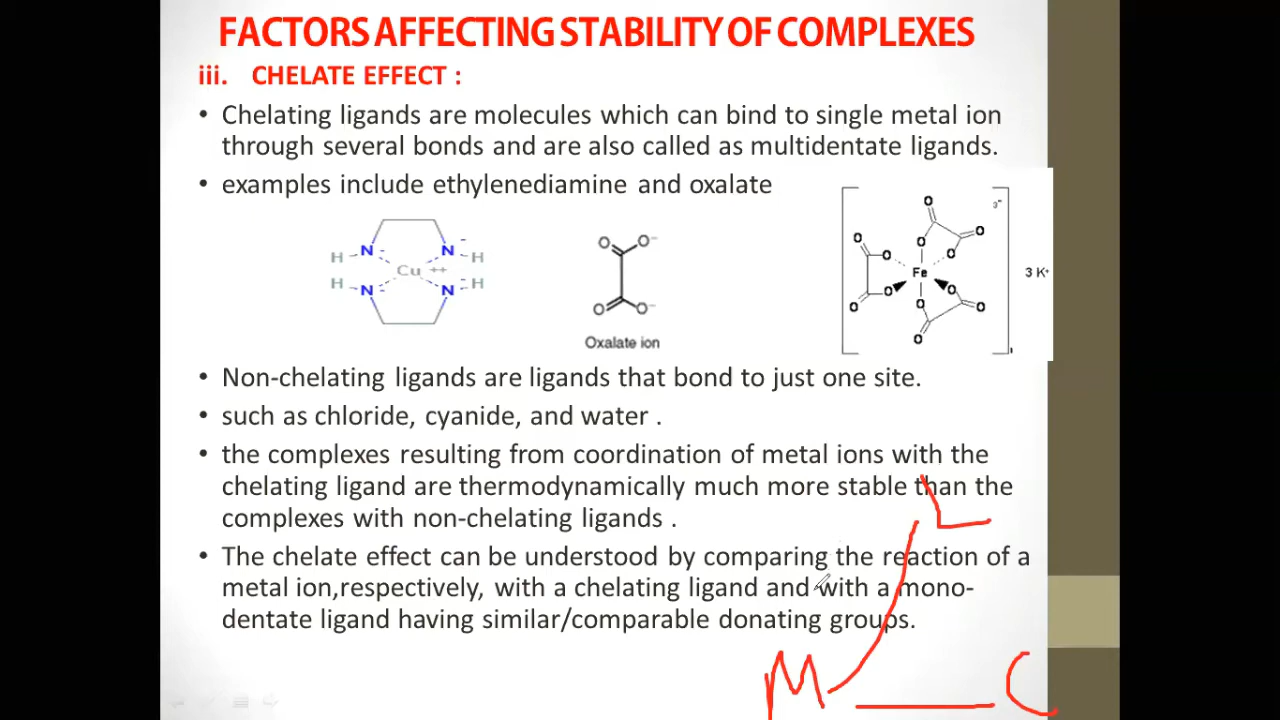 FACTORS AFFECTING STABILITY OF COMPLEXES
iii. CHELATE EFFECT :
• Chelating ligands are molecules which can bind to single metal ion
through several bonds and are also called as multidentate ligands.
• examples include ethylenediamine and oxalate
H N - - N H
Cu ++
H N - - N H
O O-
O O-
Oxalate ion
O O O O O O
Fe
O O O O O O
3-
3 K+
• Non-chelating ligands are ligands that bond to just one site.
• such as chloride, cyanide, and water .
• the complexes resulting from coordination of metal ions with the
chelating ligand are thermodynamically much more stable than the
complexes with non-chelating ligands .
• The chelate effect can be understood by comparing the reaction of a
metal ion,respectively, with a chelating ligand and with a mono-
dentate ligand having similar/comparable donating groups.
L
M